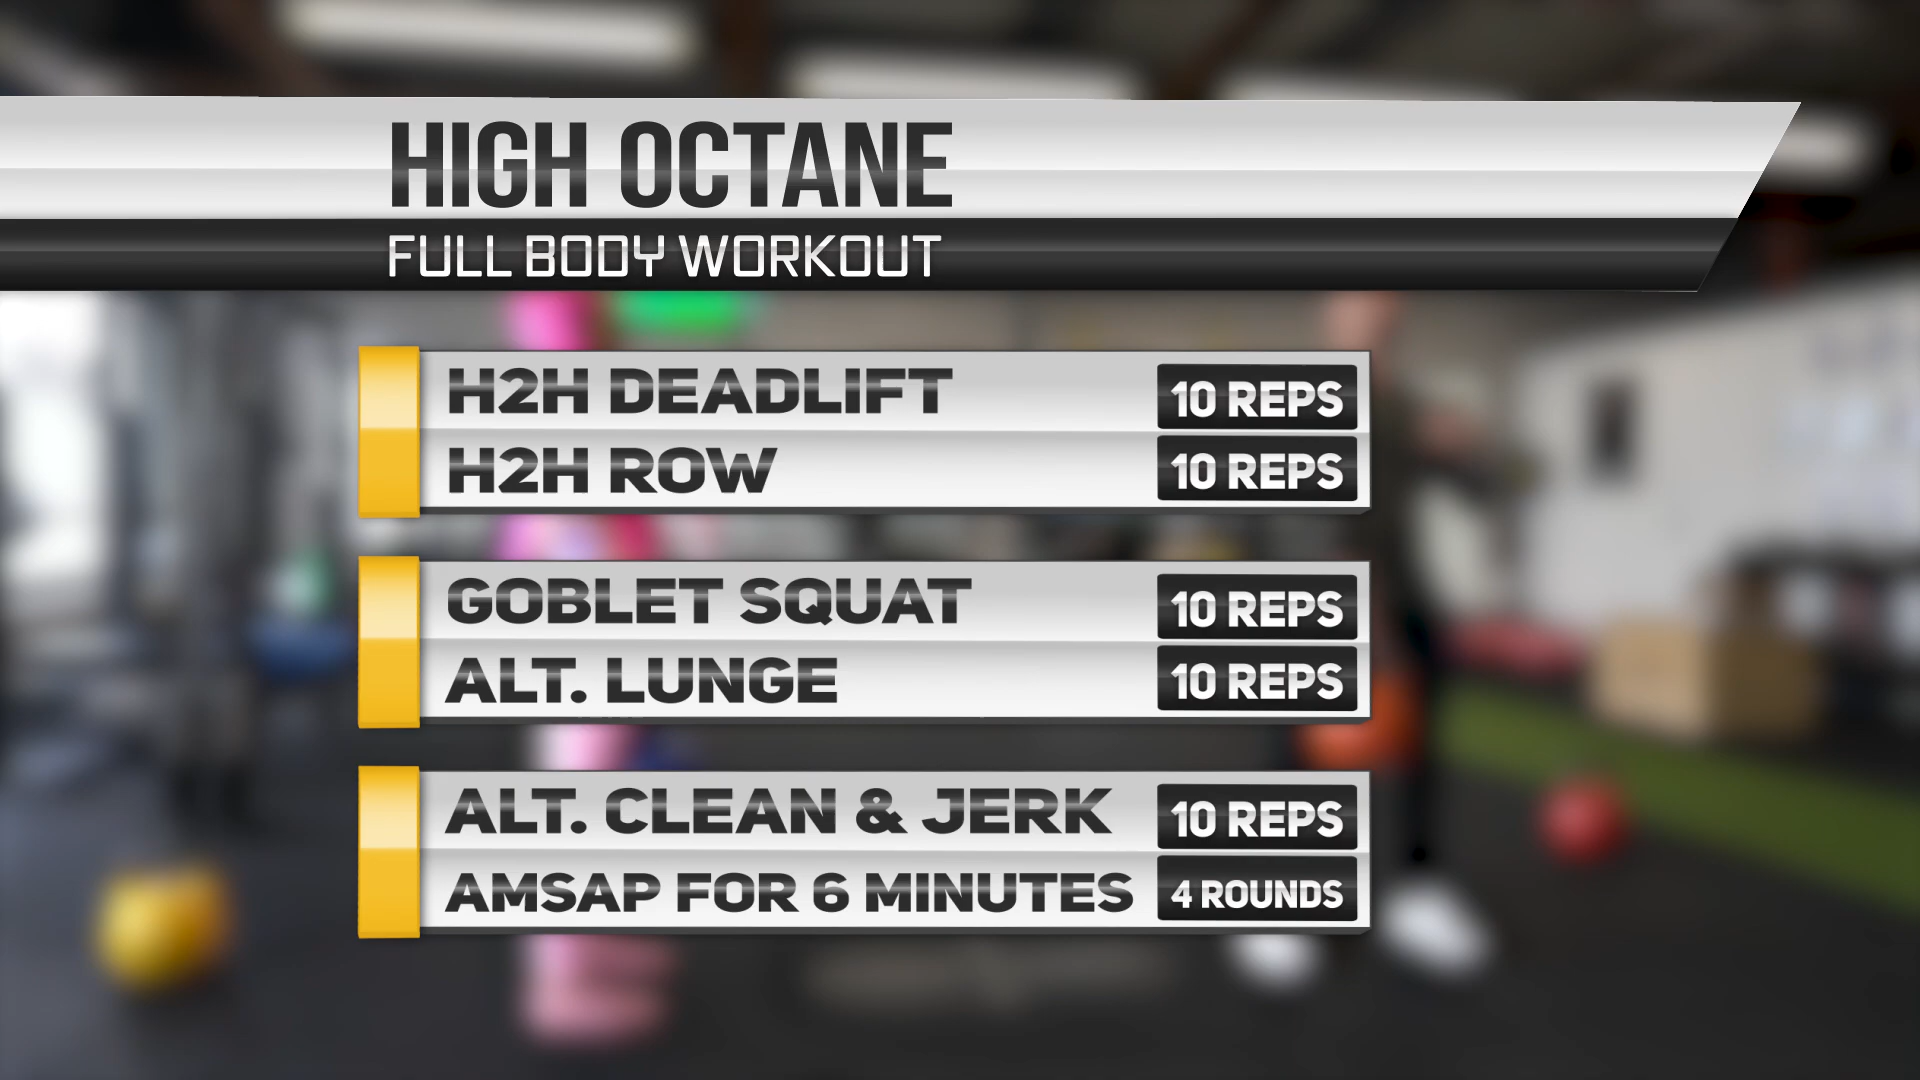 HIGH OCTANE
FULL BODY WORKOUT
H2H DEADLIFT 10 REPS
H2H ROW 10 REPS
GOBLET SQUAT 10 REPS
ALT. LUNGE 10 REPS
ALT. CLEAN & JERK 10 REPS
AMSAP FOR 6 MINUTES 4 ROUNDS